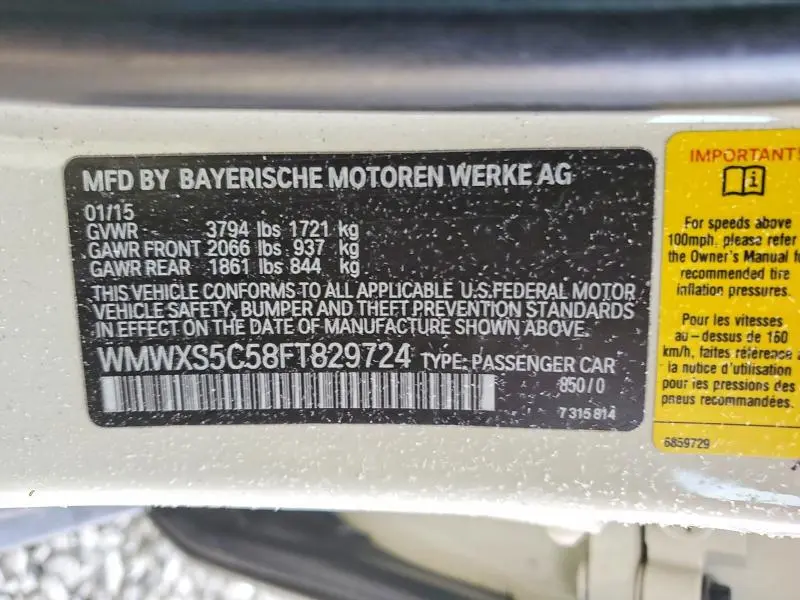 MFD BY BAYERISCHE MOTOREN WERKE AG
01/15
GVWR 3794 lbs 1721 kg
GAWR FRONT 2066 lbs 937 kg
GAWR REAR 1861 lbs 844 kg
THIS VEHICLE CONFORMS TO ALL APPLICABLE U.S.FEDERAL MOTOR
VEHICLE SAFETY, BUMPER AND THEFT PREVENTION STANDARDS
IN EFFECT ON THE DATE OF MANUFACTURE SHOWN ABOVE.
WMWXS5C58FT829724 TYPE: PASSENGER CAR
850/0
7 315 814
IMPORTANT!
i
For speeds above
100mph, please refer
the Owner's Manual
recommended tire
inflation pressures.
Pour les vitesses
au-dessus de 160
km/h, faites référence
la notice d'utilisation
pour les pressions des
pneus recommandées.
6859729